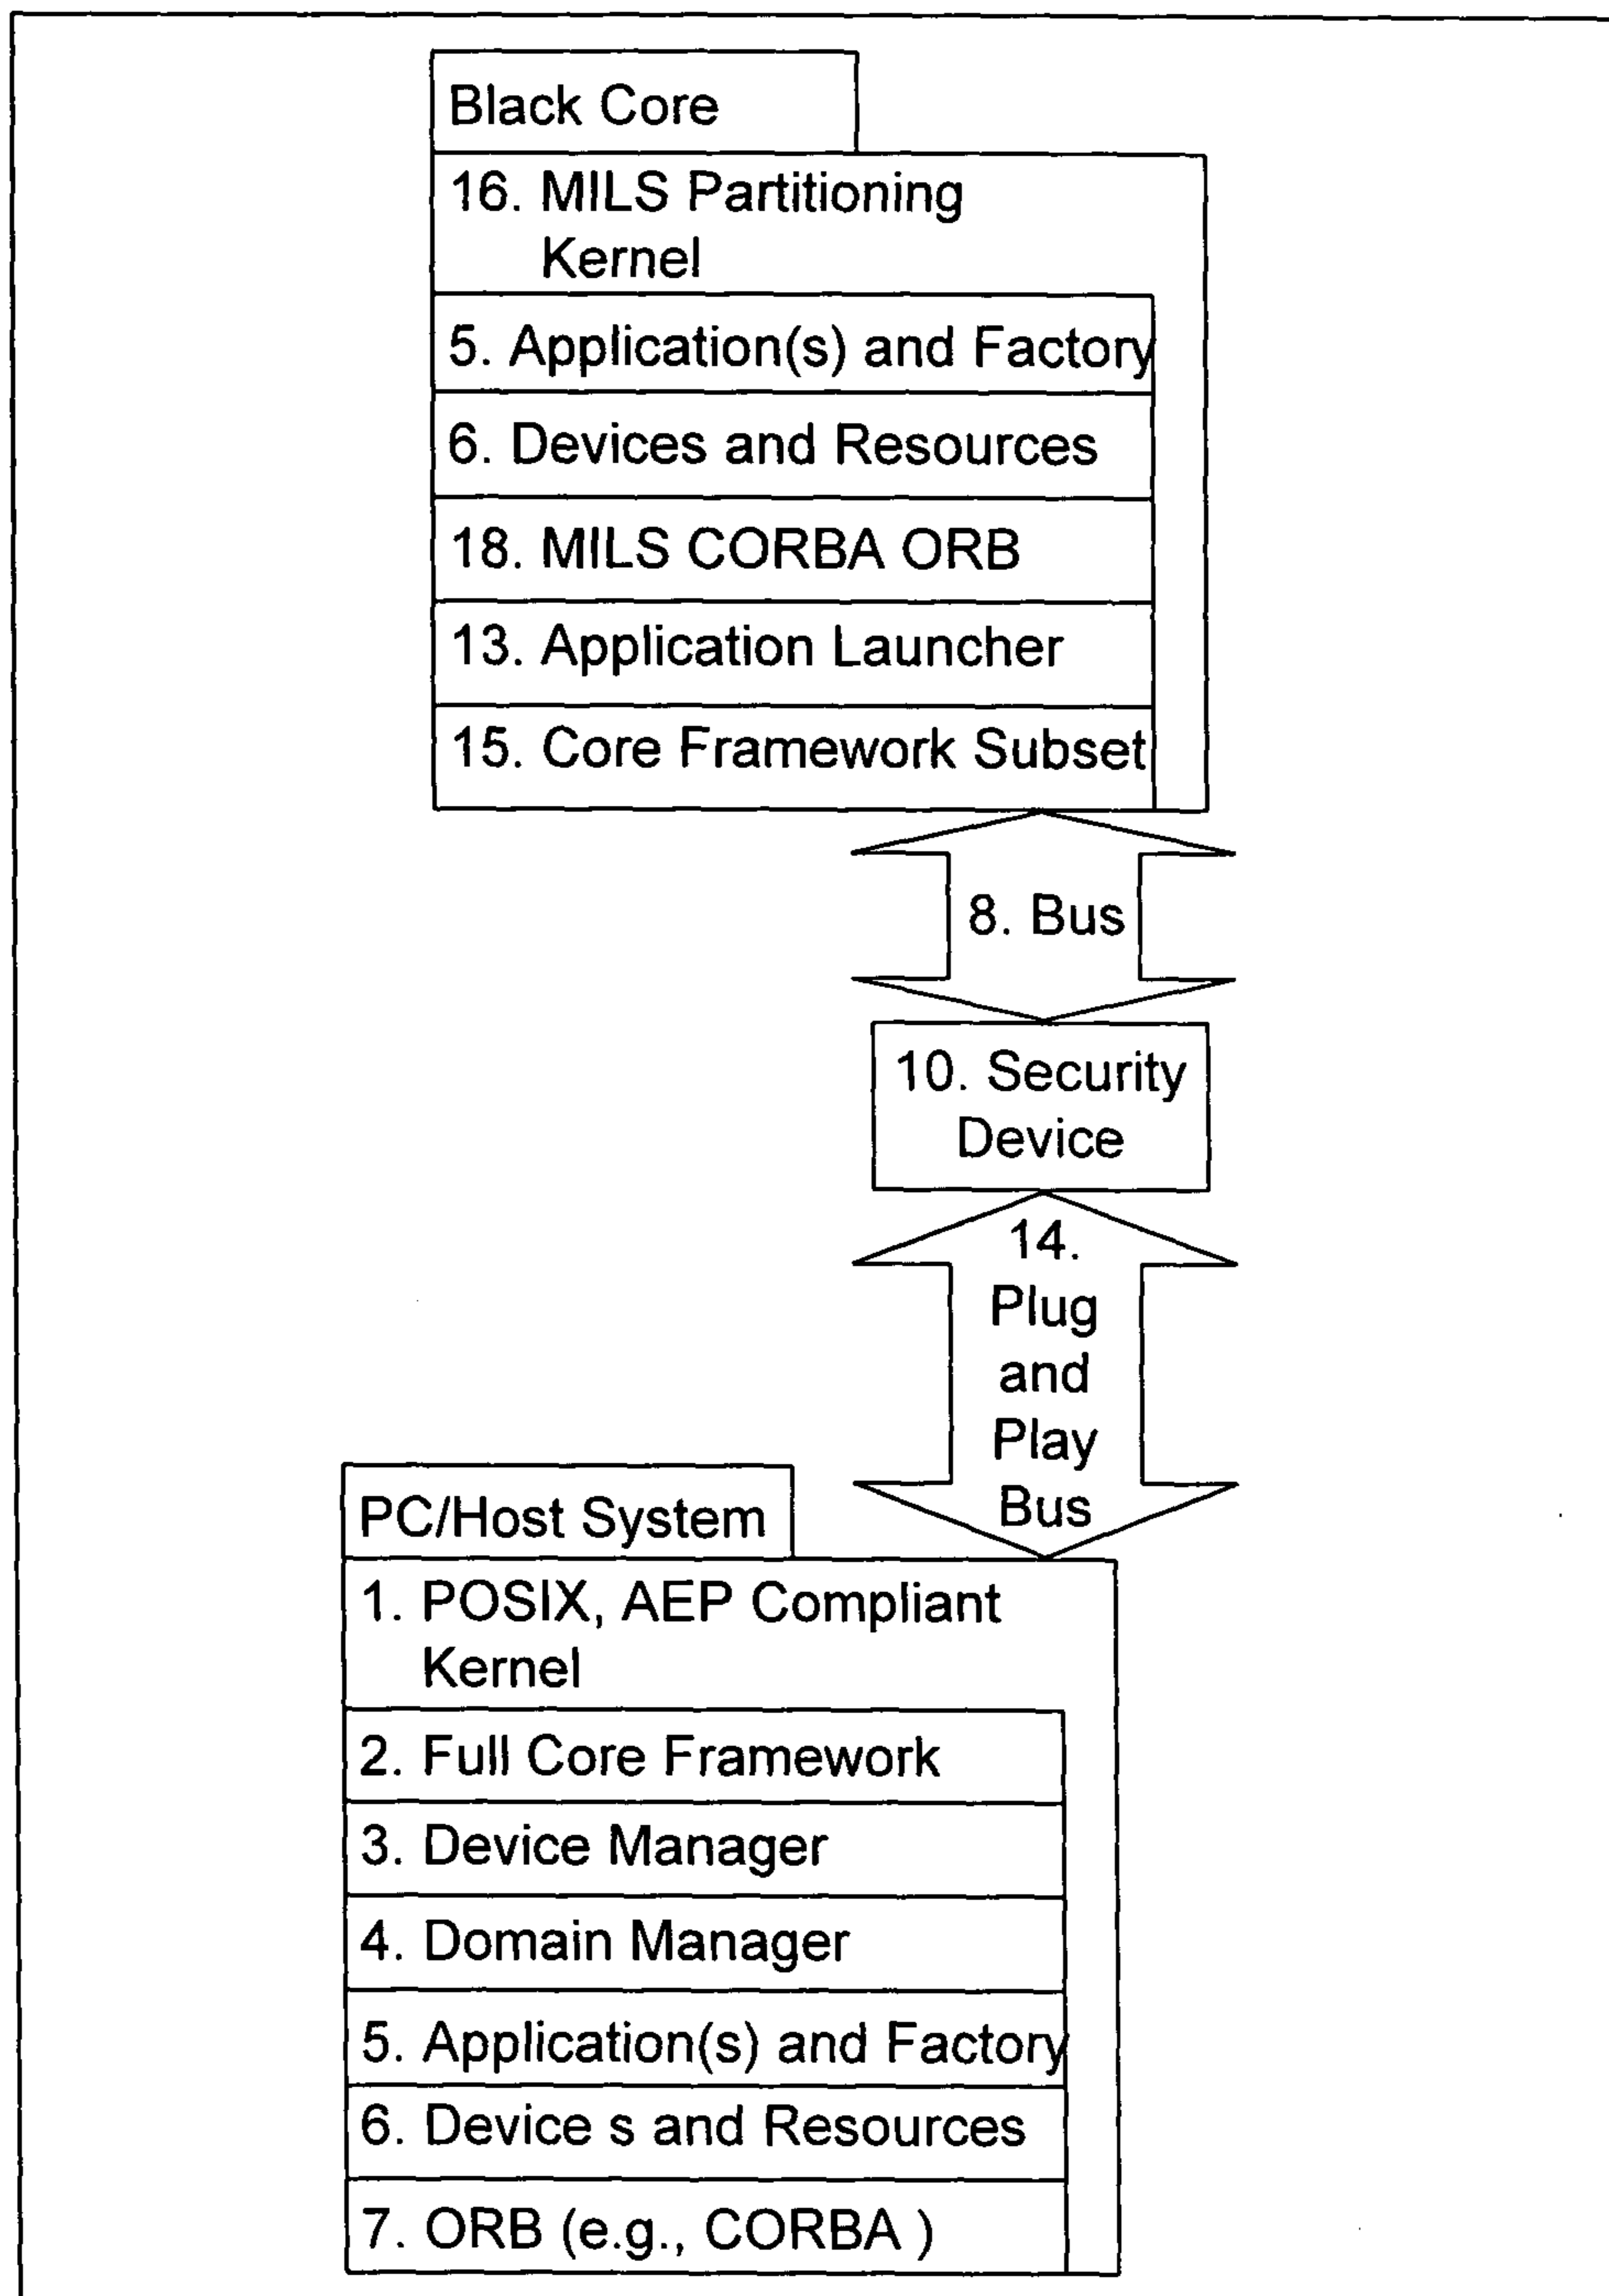 Black Core
16. MILS Partitioning
Kernel
5. Application(s) and Factory
6. Devices and Resources
18. MILS CORBA ORB
13. Application Launcher
15. Core Framework Subset
8. Bus
10. Security
Device
14.
Plug
and
Play
Bus
PC/Host System
1. POSIX, AEP Compliant
Kernel
2. Full Core Framework
3. Device Manager
4. Domain Manager
5. Application(s) and Factory
6. Device s and Resources
7. ORB (e.g., CORBA )